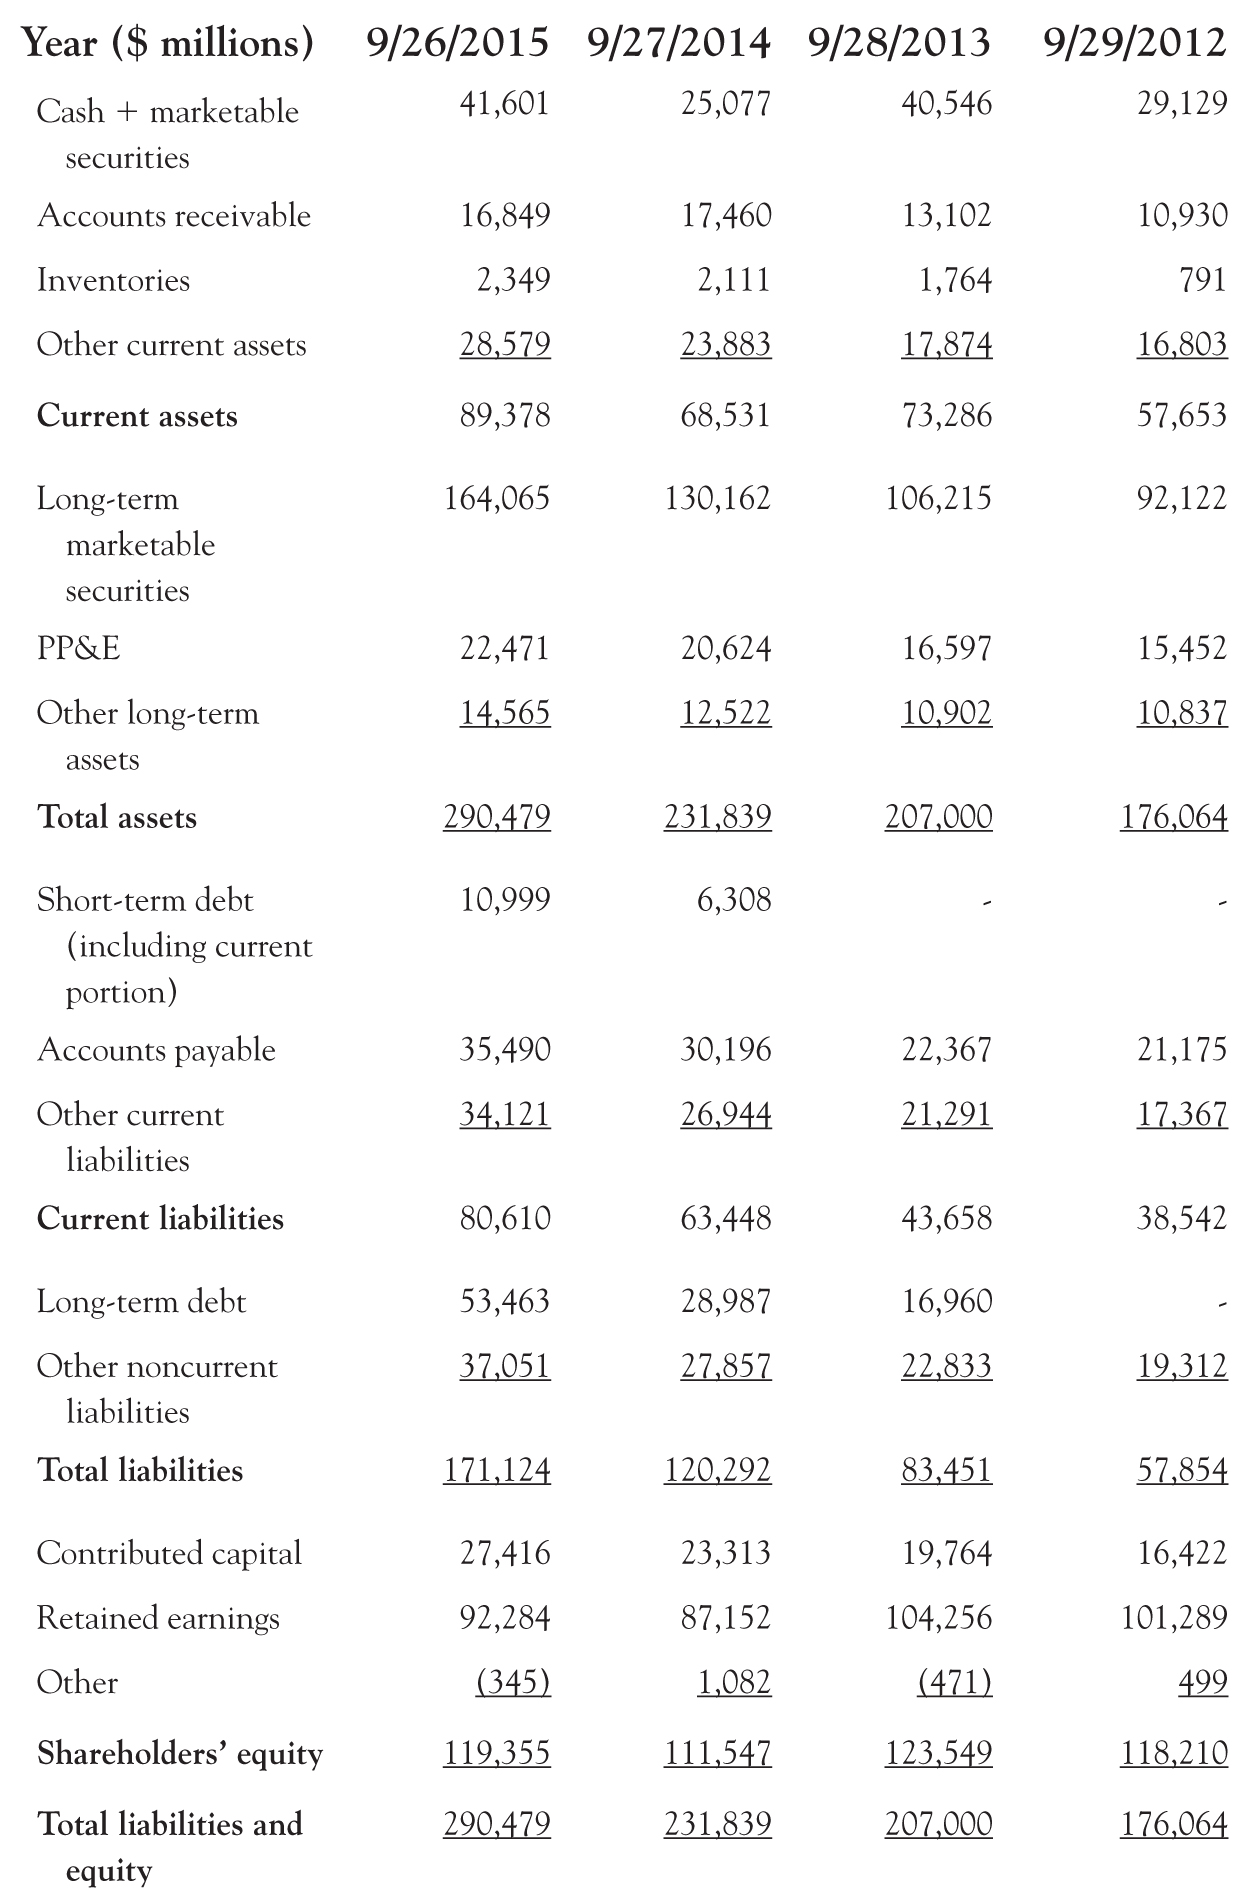 Year ($ millions) 9/26/2015 9/27/2014 9/28/2013 9/29/2012
Cash + marketable 41,601 25,077 40,546 29,129
securities
Accounts receivable 16,849 17,460 13,102 10,930
Inventories 2,349 2,111 1,764 791
Other current assets 28,579 23,883 17,874 16,803
Current assets 89,378 68,531 73,286 57,653
Long-term 164,065 130,162 106,215 92,122
marketable
securities
PP&E 22,471 20,624 16,597 15,452
Other long-term 14,565 12,522 10,902 10,837
assets
Total assets 290,479 231,839 207,000 176,064
Short-term debt 10,999 6,308 - -
(including current
portion)
Accounts payable 35,490 30,196 22,367 21,175
Other current 34,121 26,944 21,291 17,367
liabilities
Current liabilities 80,610 63,448 43,658 38,542
Long-term debt 53,463 28,987 16,960 -
Other noncurrent 37,051 27,857 22,833 19,312
liabilities
Total liabilities 171,124 120,292 83,451 57,854
Contributed capital 27,416 23,313 19,764 16,422
Retained earnings 92,284 87,152 104,256 101,289
Other (345) 1,082 (471) 499
Shareholders’ equity 119,355 111,547 123,549 118,210
Total liabilities and 290,479 231,839 207,000 176,064
equity